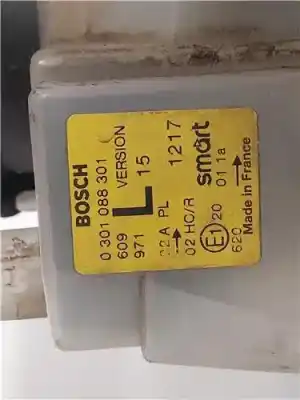 BOSCH
0 301 088 301
609 VERSION
971 L 15
22 A PL 1217
02 HC/R smart
E1 20 01 1a
620 Made in France